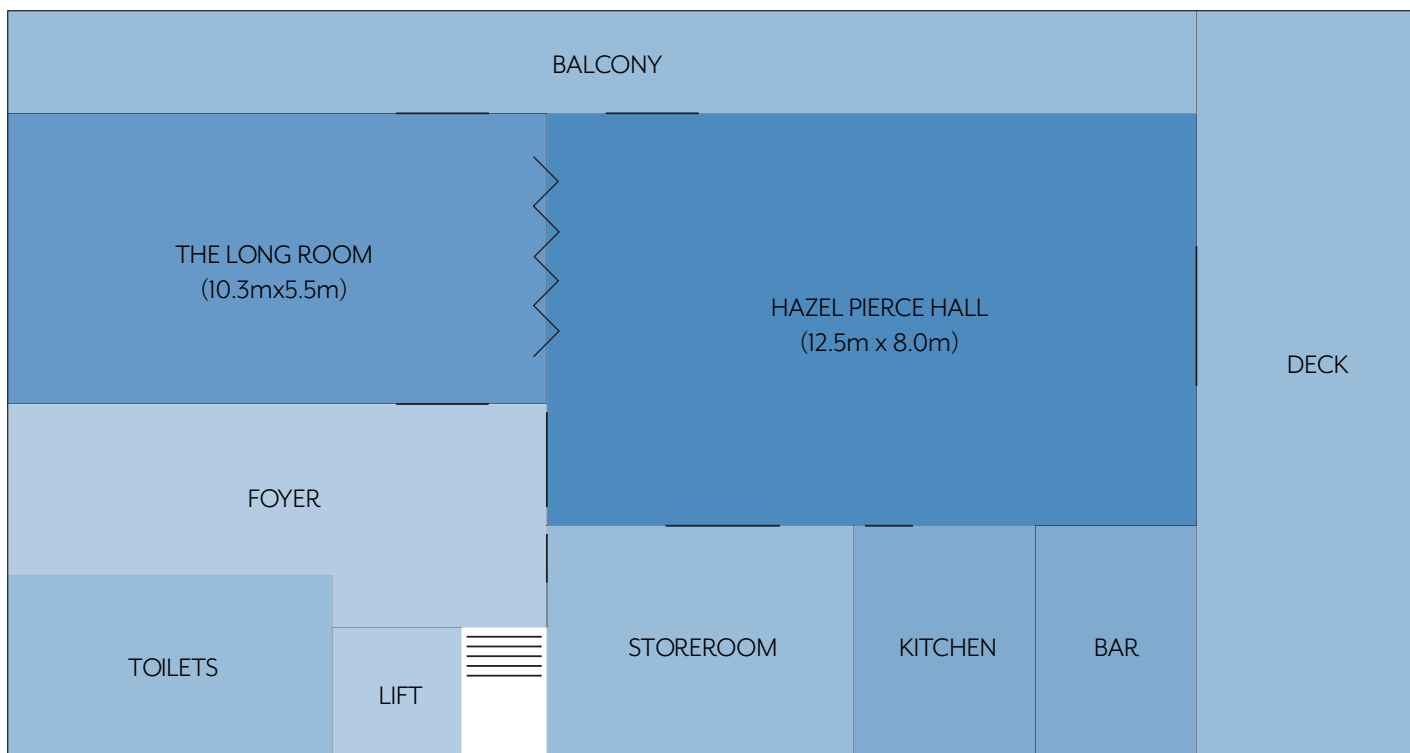 BALCONY
THE LONG ROOM
(10.3mx5.5m)
HAZEL PIERCE HALL
(12.5m x 8.0m)
DECK
FOYER
TOILETS
LIFT
STOREROOM
KITCHEN
BAR